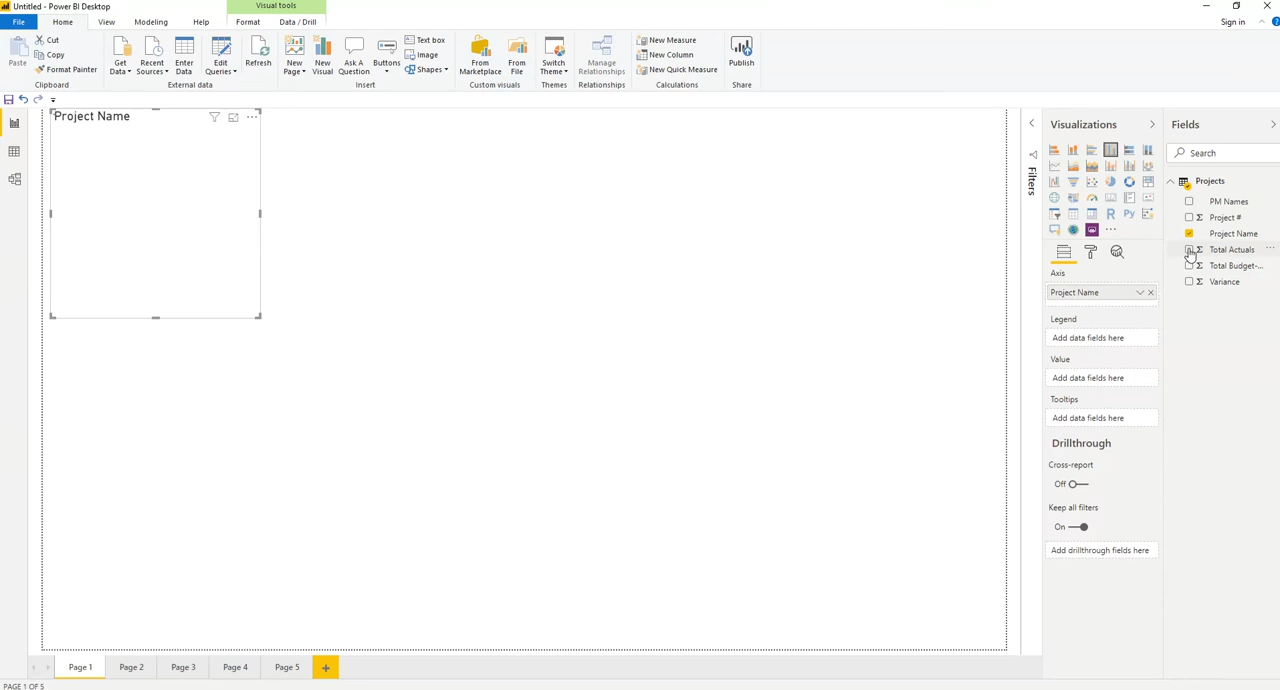 Untitled - Power BI Desktop
Visual tools
File
Home
View
Modeling
Help
Format
Data / Drill
Sign in
Paste
Cut
Copy
Format Painter
Clipboard
Get Data
Recent Sources
Enter Data
Edit Queries
Refresh
External data
New Page
New Visual
Ask A Question
Buttons
Text box
Image
Shapes
Insert
From Marketplace
From File
Custom visuals
Switch Theme
Themes
Manage Relationships
Relationships
New Measure
New Column
New Quick Measure
Calculations
Publish
Share
Project Name
Filters
Visualizations
R
Py
Axis
Project Name
Legend
Add data fields here
Value
Add data fields here
Tooltips
Add data fields here
Drillthrough
Cross-report
Off
Keep all filters
On
Add drillthrough fields here
Fields
Search
Projects
PM Names
Σ Project #
Project Name
Σ Total Actuals
Σ Total Budget-...
Σ Variance
Page 1
Page 2
Page 3
Page 4
Page 5
+
PAGE 1 OF 5